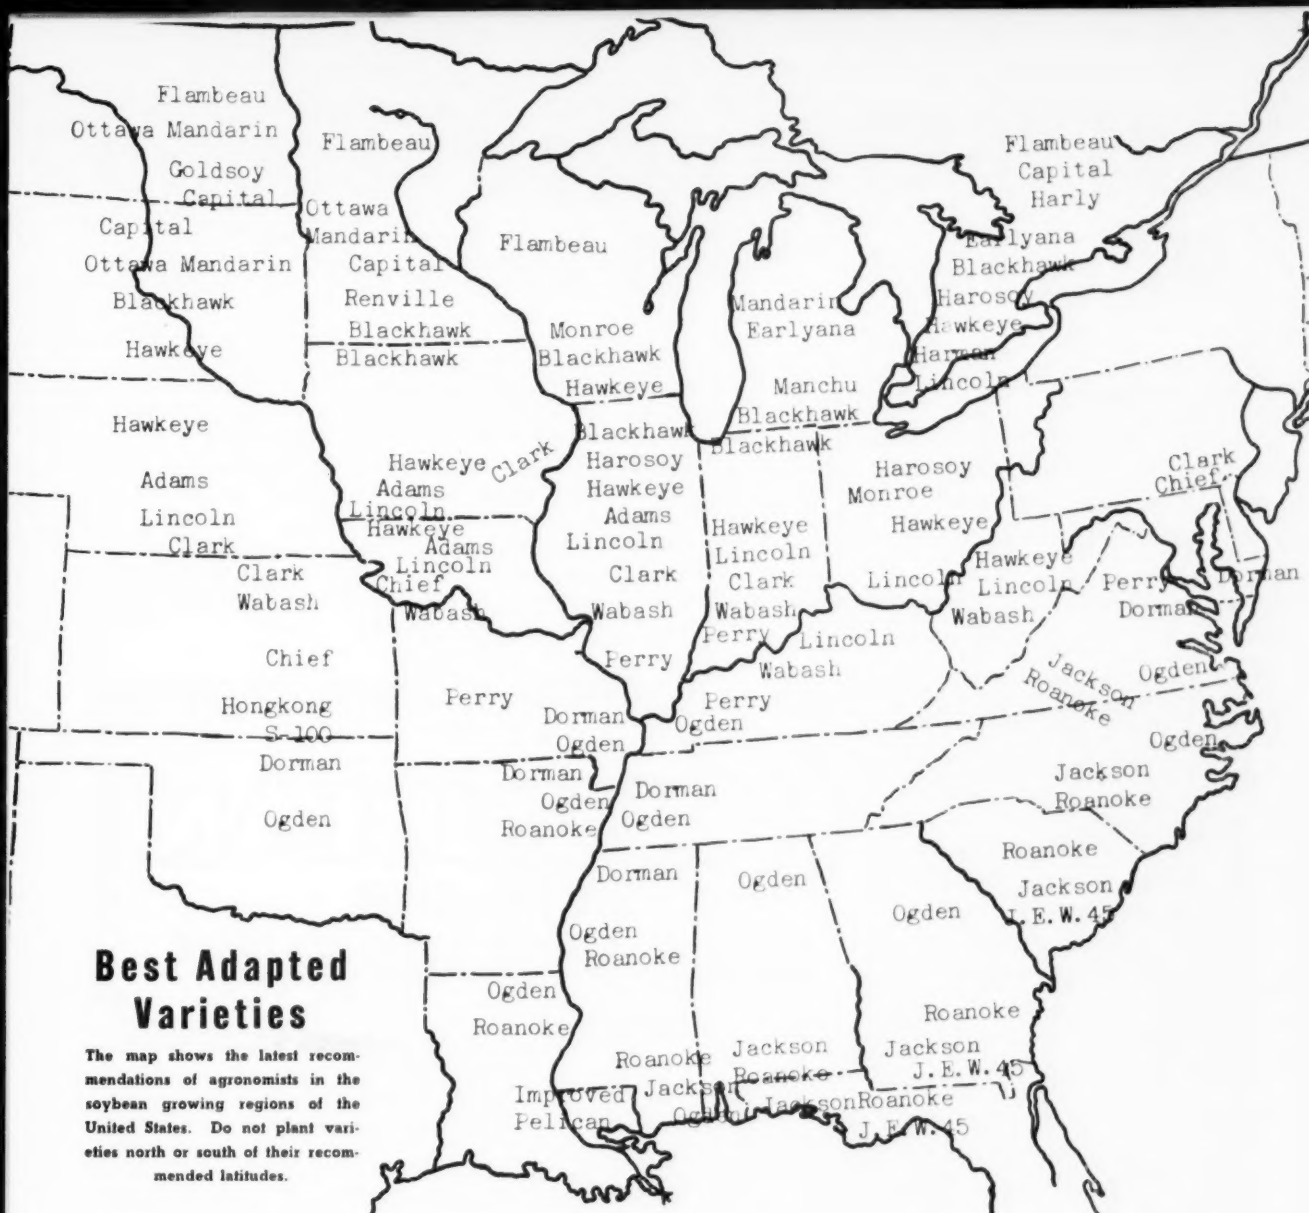 Flambeau
Ottawa Mandarin
Goldsoy
Capital
Capital
Ottawa Mandarin
Blackhawk
Hawkeye
Hawkeye
Adams
Lincoln
Clark
Clark
Wabash
Chief
Hongkong
S-100
Dorman
Ogden
Flambeau
Ottawa
Mandarin
Capital
Renville
Blackhawk
Blackhawk
Hawkeye
Clark
Adams
Lincoln
Hawkeye
Adams
Lincoln
Chief
Wabash
Perry
Dorman
Ogden
Dorman
Ogden
Roanoke
Ogden
Roanoke
Improved
Pelican
Flambeau
Monroe
Blackhawk
Hawkeye
Blackhawk
Harosoy
Hawkeye
Adams
Lincoln
Clark
Wabash
Perry
Mandarin
Earlyana
Manchu
Blackhawk
Blackhawk
Hawkeye
Lincoln
Clark
Wabash
Perry
Harosoy
Monroe
Hawkeye
Lincoln
Lincoln
Wabash
Perry
Ogden
Dorman
Ogden
Dorman
Ogden
Roanoke
Roanoke
Jackson
Ogden
Ogden
Jackson
Roanoke
Jackson
Ogden
Roanoke
Jackson
J.E.W.45
Roanoke
J.E.W.45
Flambeau
Capital
Harly
Earlyana
Blackhawk
Harosoy
Hawkeye
Harman
Lincoln
Clark
Chief
Hawkeye
Lincoln
Wabash
Perry
Dorman
Dorman
Jackson
Roanoke
Ogden
Ogden
Jackson
Roanoke
Roanoke
Jackson
J.E.W.45
Best Adapted
Varieties
The map shows the latest recom-
mendations of agronomists in the
soybean growing regions of the
United States. Do not plant vari-
eties north or south of their recom-
mended latitudes.